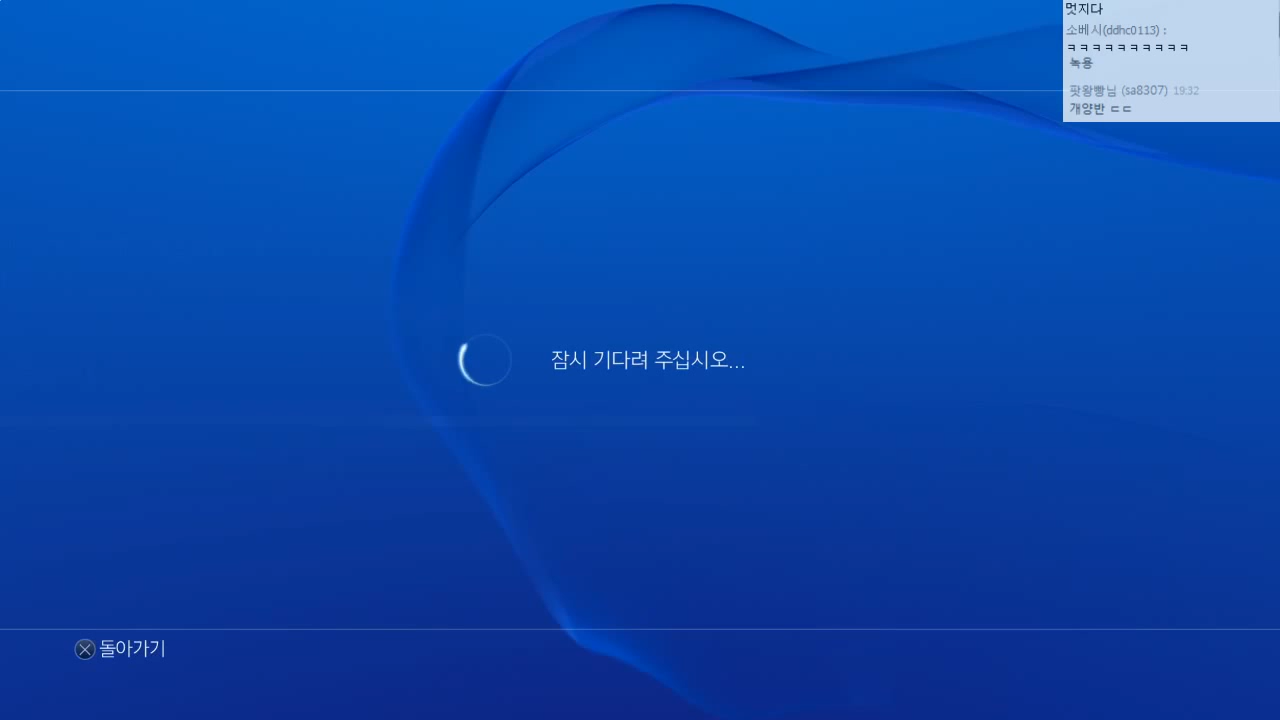 멋지다
소베시(ddhc0113) :
ㅋㅋㅋㅋㅋㅋㅋㅋㅋㅋ
녹용
팟왕빵님 (sa8307) 19:32
개양반 ㄷㄷ
잠시 기다려 주십시오...
돌아가기